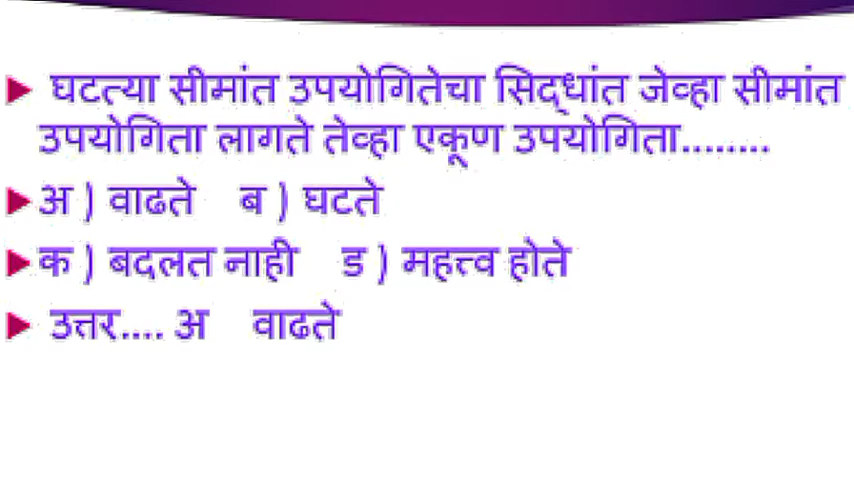 घटत्या सीमांत उपयोगितेचा सिद्धांत जेव्हा सीमांत
उपयोगिता लागते तेव्हा एकूण उपयोगिता........
अ ) वाढते ब ) घटते
क ) बदलत नाही ड ) महत्त्व होते
उत्तर.... अ वाढते